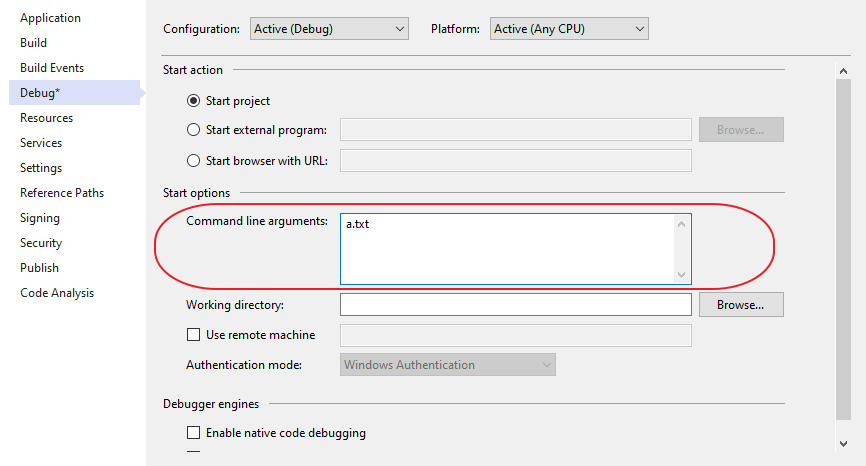 Application
Build
Build Events
Debug*
Resources
Services
Settings
Reference Paths
Signing
Security
Publish
Code Analysis
Configuration: Active (Debug) Platform: Active (Any CPU)
Start action
Start project
Start external program: Browse...
Start browser with URL:
Start options
Command line arguments: a.txt
Working directory: Browse...
Use remote machine
Authentication mode: Windows Authentication
Debugger engines
Enable native code debugging